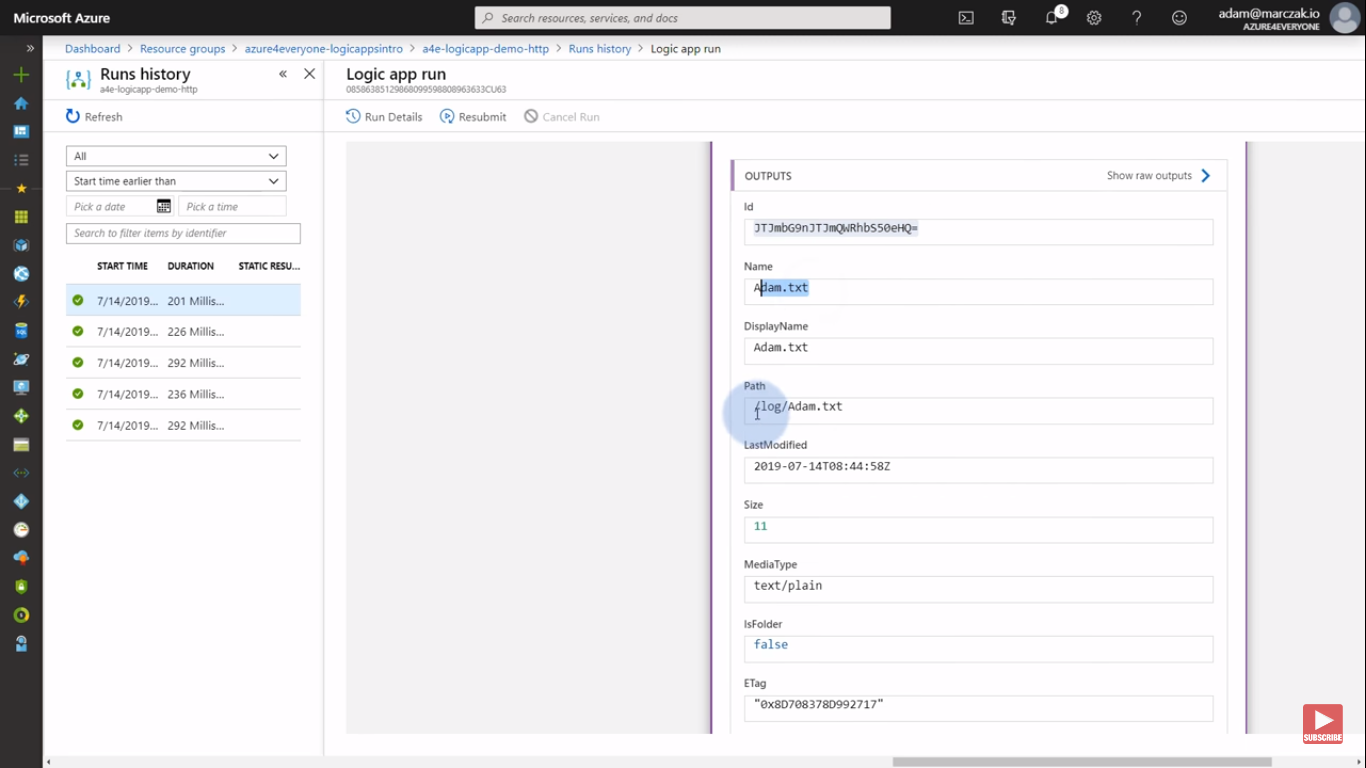 Microsoft Azure
Search resources, services, and docs
8
adam@marczak.io
AZURE4EVERYONE
Dashboard > Resource groups > azure4everyone-logicappsintro > a4e-logicapp-demo-http > Runs history > Logic app run
Runs history
a4e-logicapp-demo-http
Refresh
All
Start time earlier than
Pick a date
Pick a time
Search to filter items by identifier
START TIME DURATION STATIC RESU...
7/14/2019... 201 Millis...
7/14/2019... 226 Millis...
7/14/2019... 292 Millis...
7/14/2019... 236 Millis...
7/14/2019... 292 Millis...
Logic app run
08586385129868099598808963633CU63
Run Details Resubmit Cancel Run
OUTPUTS Show raw outputs
Id
JTJmbG9nJTJmQWRhbS50eHQ=
Name
Adam.txt
DisplayName
Adam.txt
Path
/log/Adam.txt
LastModified
2019-07-14T08:44:58Z
Size
11
MediaType
text/plain
IsFolder
false
ETag
"0x8D708378D992717"
SUBSCRIBE